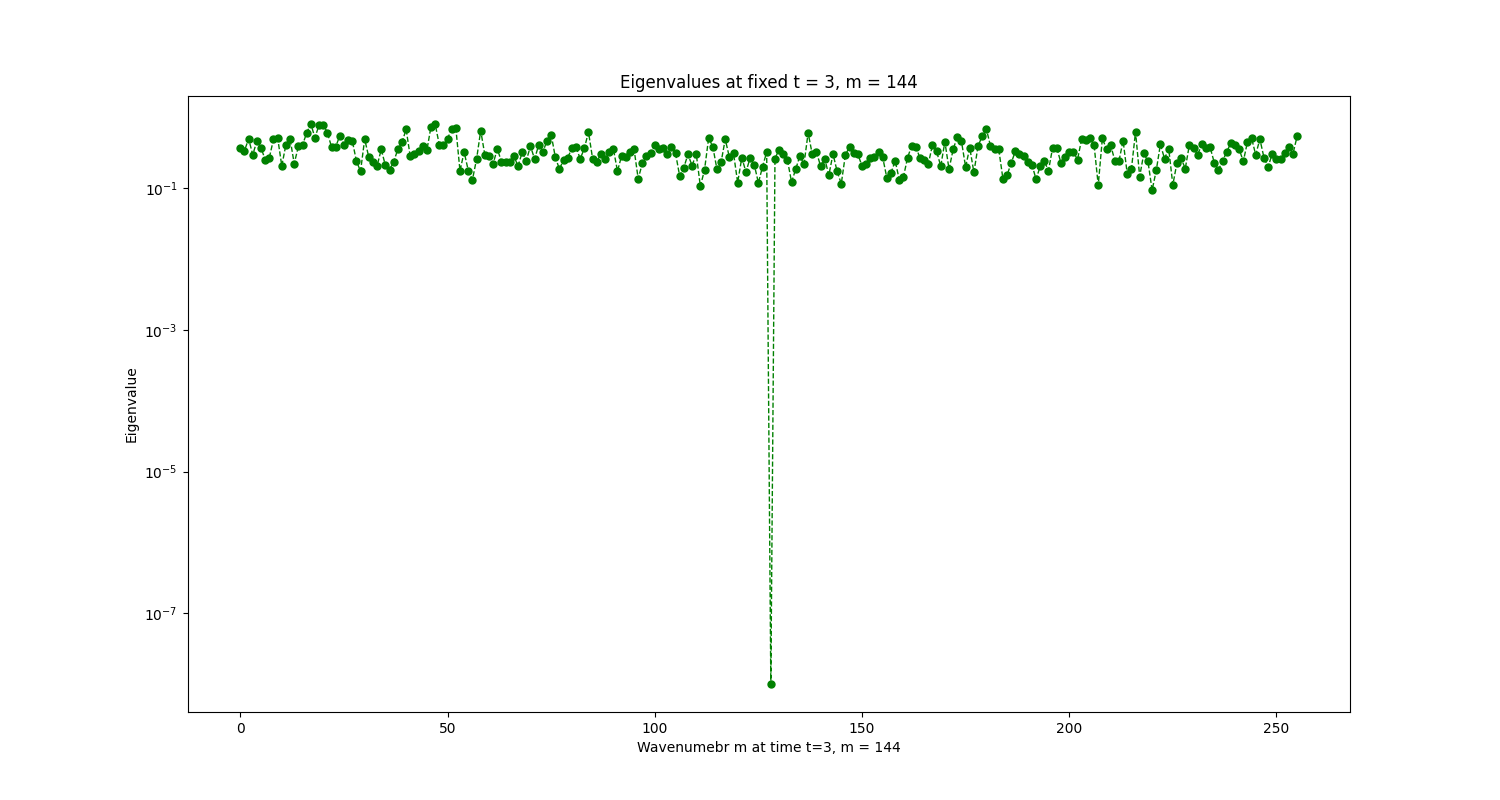 Eigenvalues at fixed t = 3, m = 144
10⁻¹
10⁻³
10⁻⁵
10⁻⁷
Eigenvalue
0 50 100 150 200 250
Wavenumebr m at time t=3, m = 144